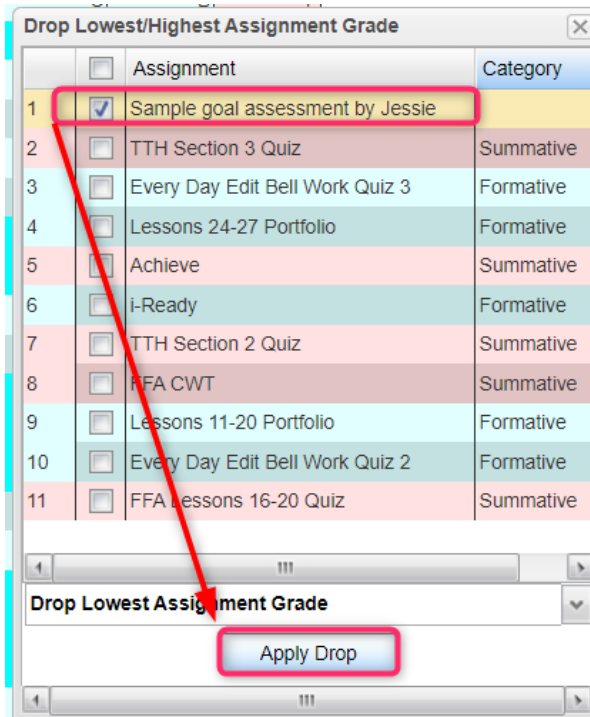 Drop Lowest/Highest Assignment Grade
Assignment Category
1 Sample goal assessment by Jessie
2 TTH Section 3 Quiz Summative
3 Every Day Edit Bell Work Quiz 3 Formative
4 Lessons 24-27 Portfolio Formative
5 Achieve Summative
6 i-Ready Formative
7 TTH Section 2 Quiz Summative
8 FFA CWT Summative
9 Lessons 11-20 Portfolio Formative
10 Every Day Edit Bell Work Quiz 2 Formative
11 FFA Lessons 16-20 Quiz Summative
Drop Lowest Assignment Grade
Apply Drop